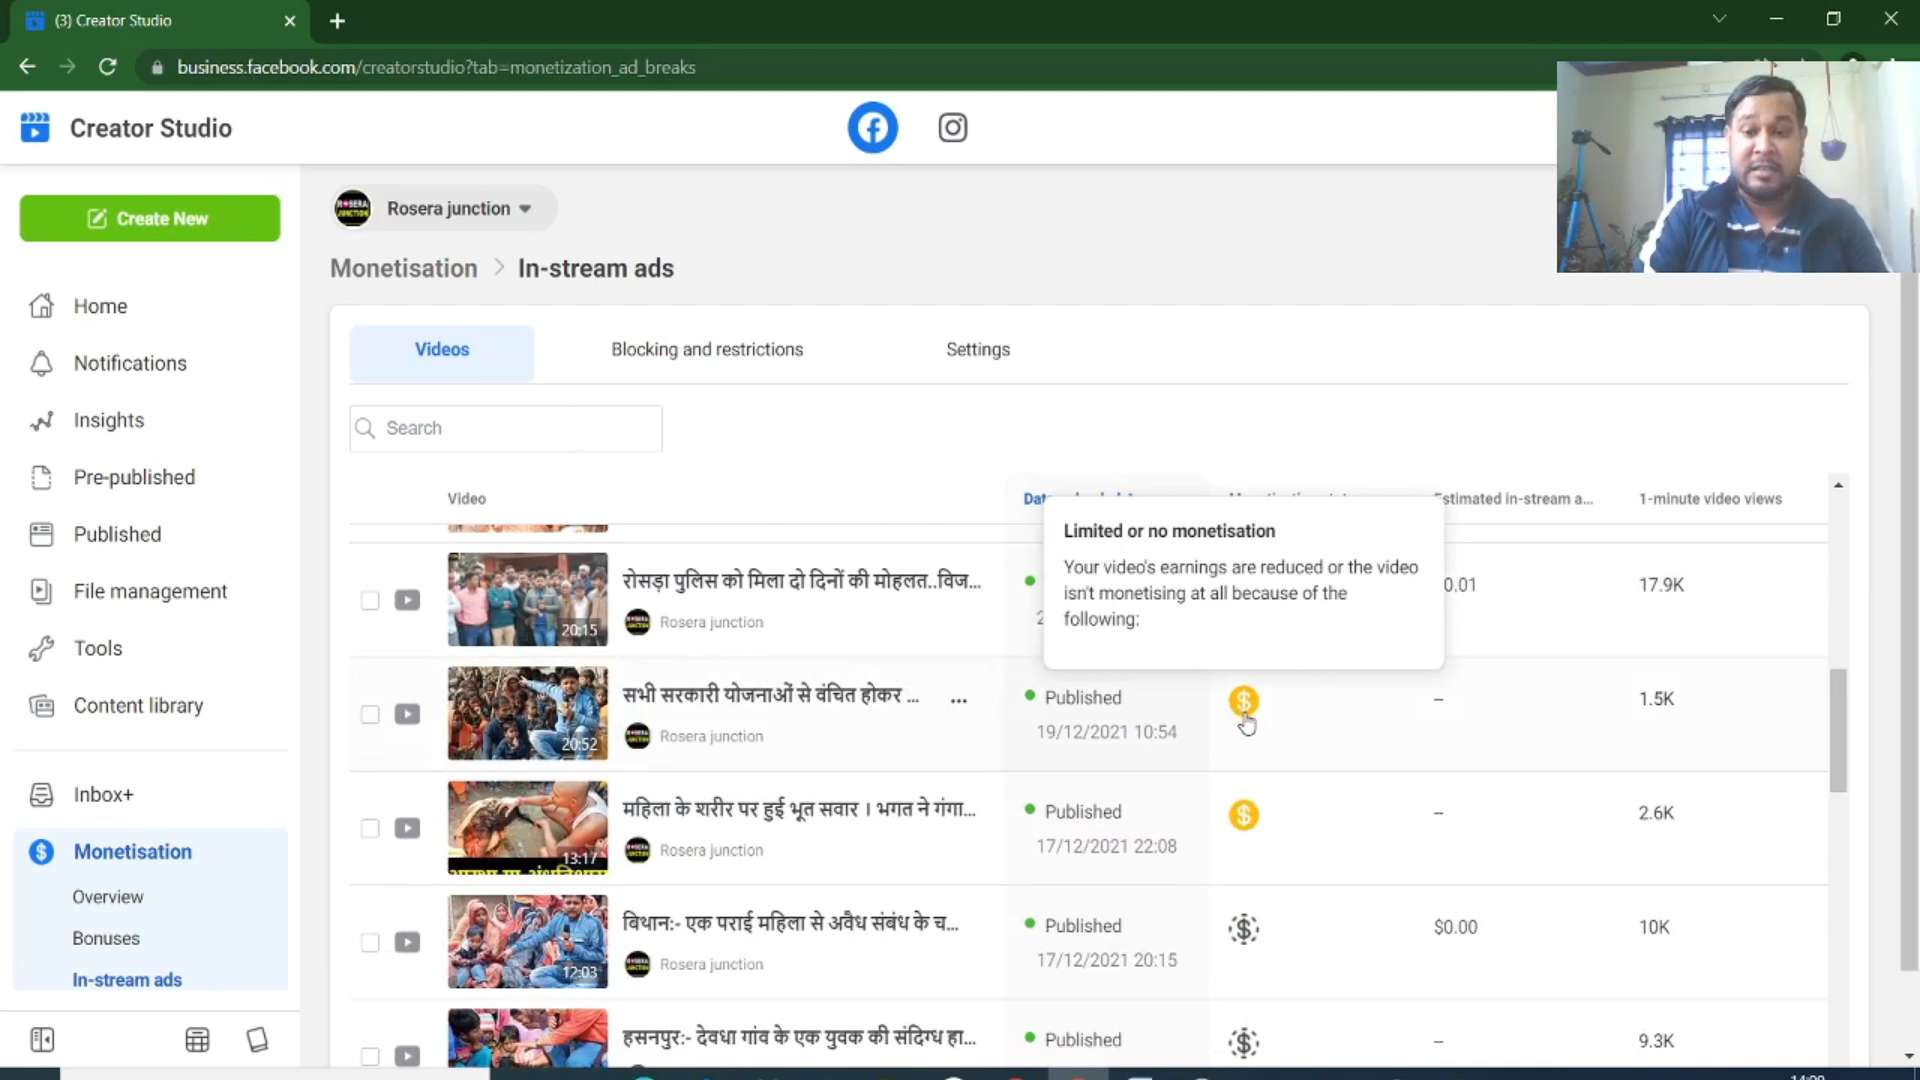 (3) Creator Studio
business.facebook.com/creatorstudio?tab=monetization_ad_breaks
Creator Studio
Create New
Rosera junction
Monetisation > In-stream ads
Home
Notifications
Insights
Pre-published
Published
File management
Tools
Content library
Inbox+
Monetisation
Overview
Bonuses
In-stream ads
Videos
Blocking and restrictions
Settings
Search
Video
Estimated in-stream a...
1-minute video views
Limited or no monetisation
Your video's earnings are reduced or the video
isn't monetising at all because of the
following:
रोसड़ा पुलिस को मिला दो दिनों की मोहलत..विज...
20:15
Rosera junction
0.01
17.9K
सभी सरकारी योजनाओं से वंचित होकर ...
20:52
Rosera junction
Published
19/12/2021 10:54
--
1.5K
महिला के शरीर पर हुई भूत सवार । भगत ने गंगा...
13:17
Rosera junction
Published
17/12/2021 22:08
--
2.6K
बिथान:- एक पराई महिला से अवैध संबंध के च...
12:03
Rosera junction
Published
17/12/2021 20:15
$0.00
10K
हसनपुर:- देवधा गांव के एक युवक की संदिग्ध हा...
Published
--
9.3K